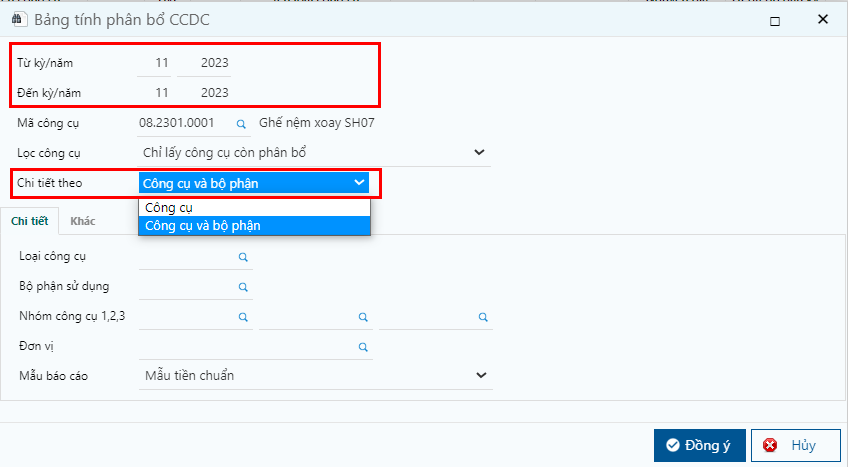 Bảng tính phân bổ CCDC
Từ kỳ/năm 11 2023
Đến kỳ/năm 11 2023
Mã công cụ 08.2301.0001 Ghế nệm xoay SH07
Lọc công cụ Chỉ lấy công cụ còn phân bổ
Chi tiết theo Công cụ và bộ phận
Công cụ
Công cụ và bộ phận
Chi tiết Khác
Loại công cụ
Bộ phận sử dụng
Nhóm công cụ 1,2,3
Đơn vị
Mẫu báo cáo Mẫu tiền chuẩn
Đồng ý Hủy